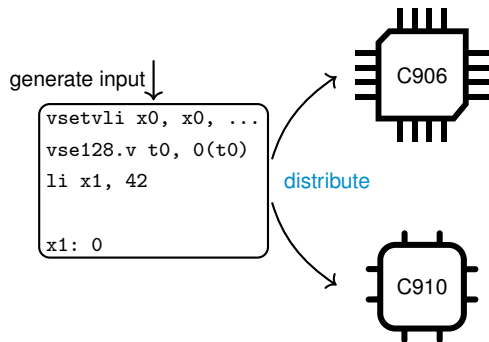 generate input
vsetvli x0, x0, ...
vse128.v t0, 0(t0)
li x1, 42
x1: 0
distribute
C906
C910